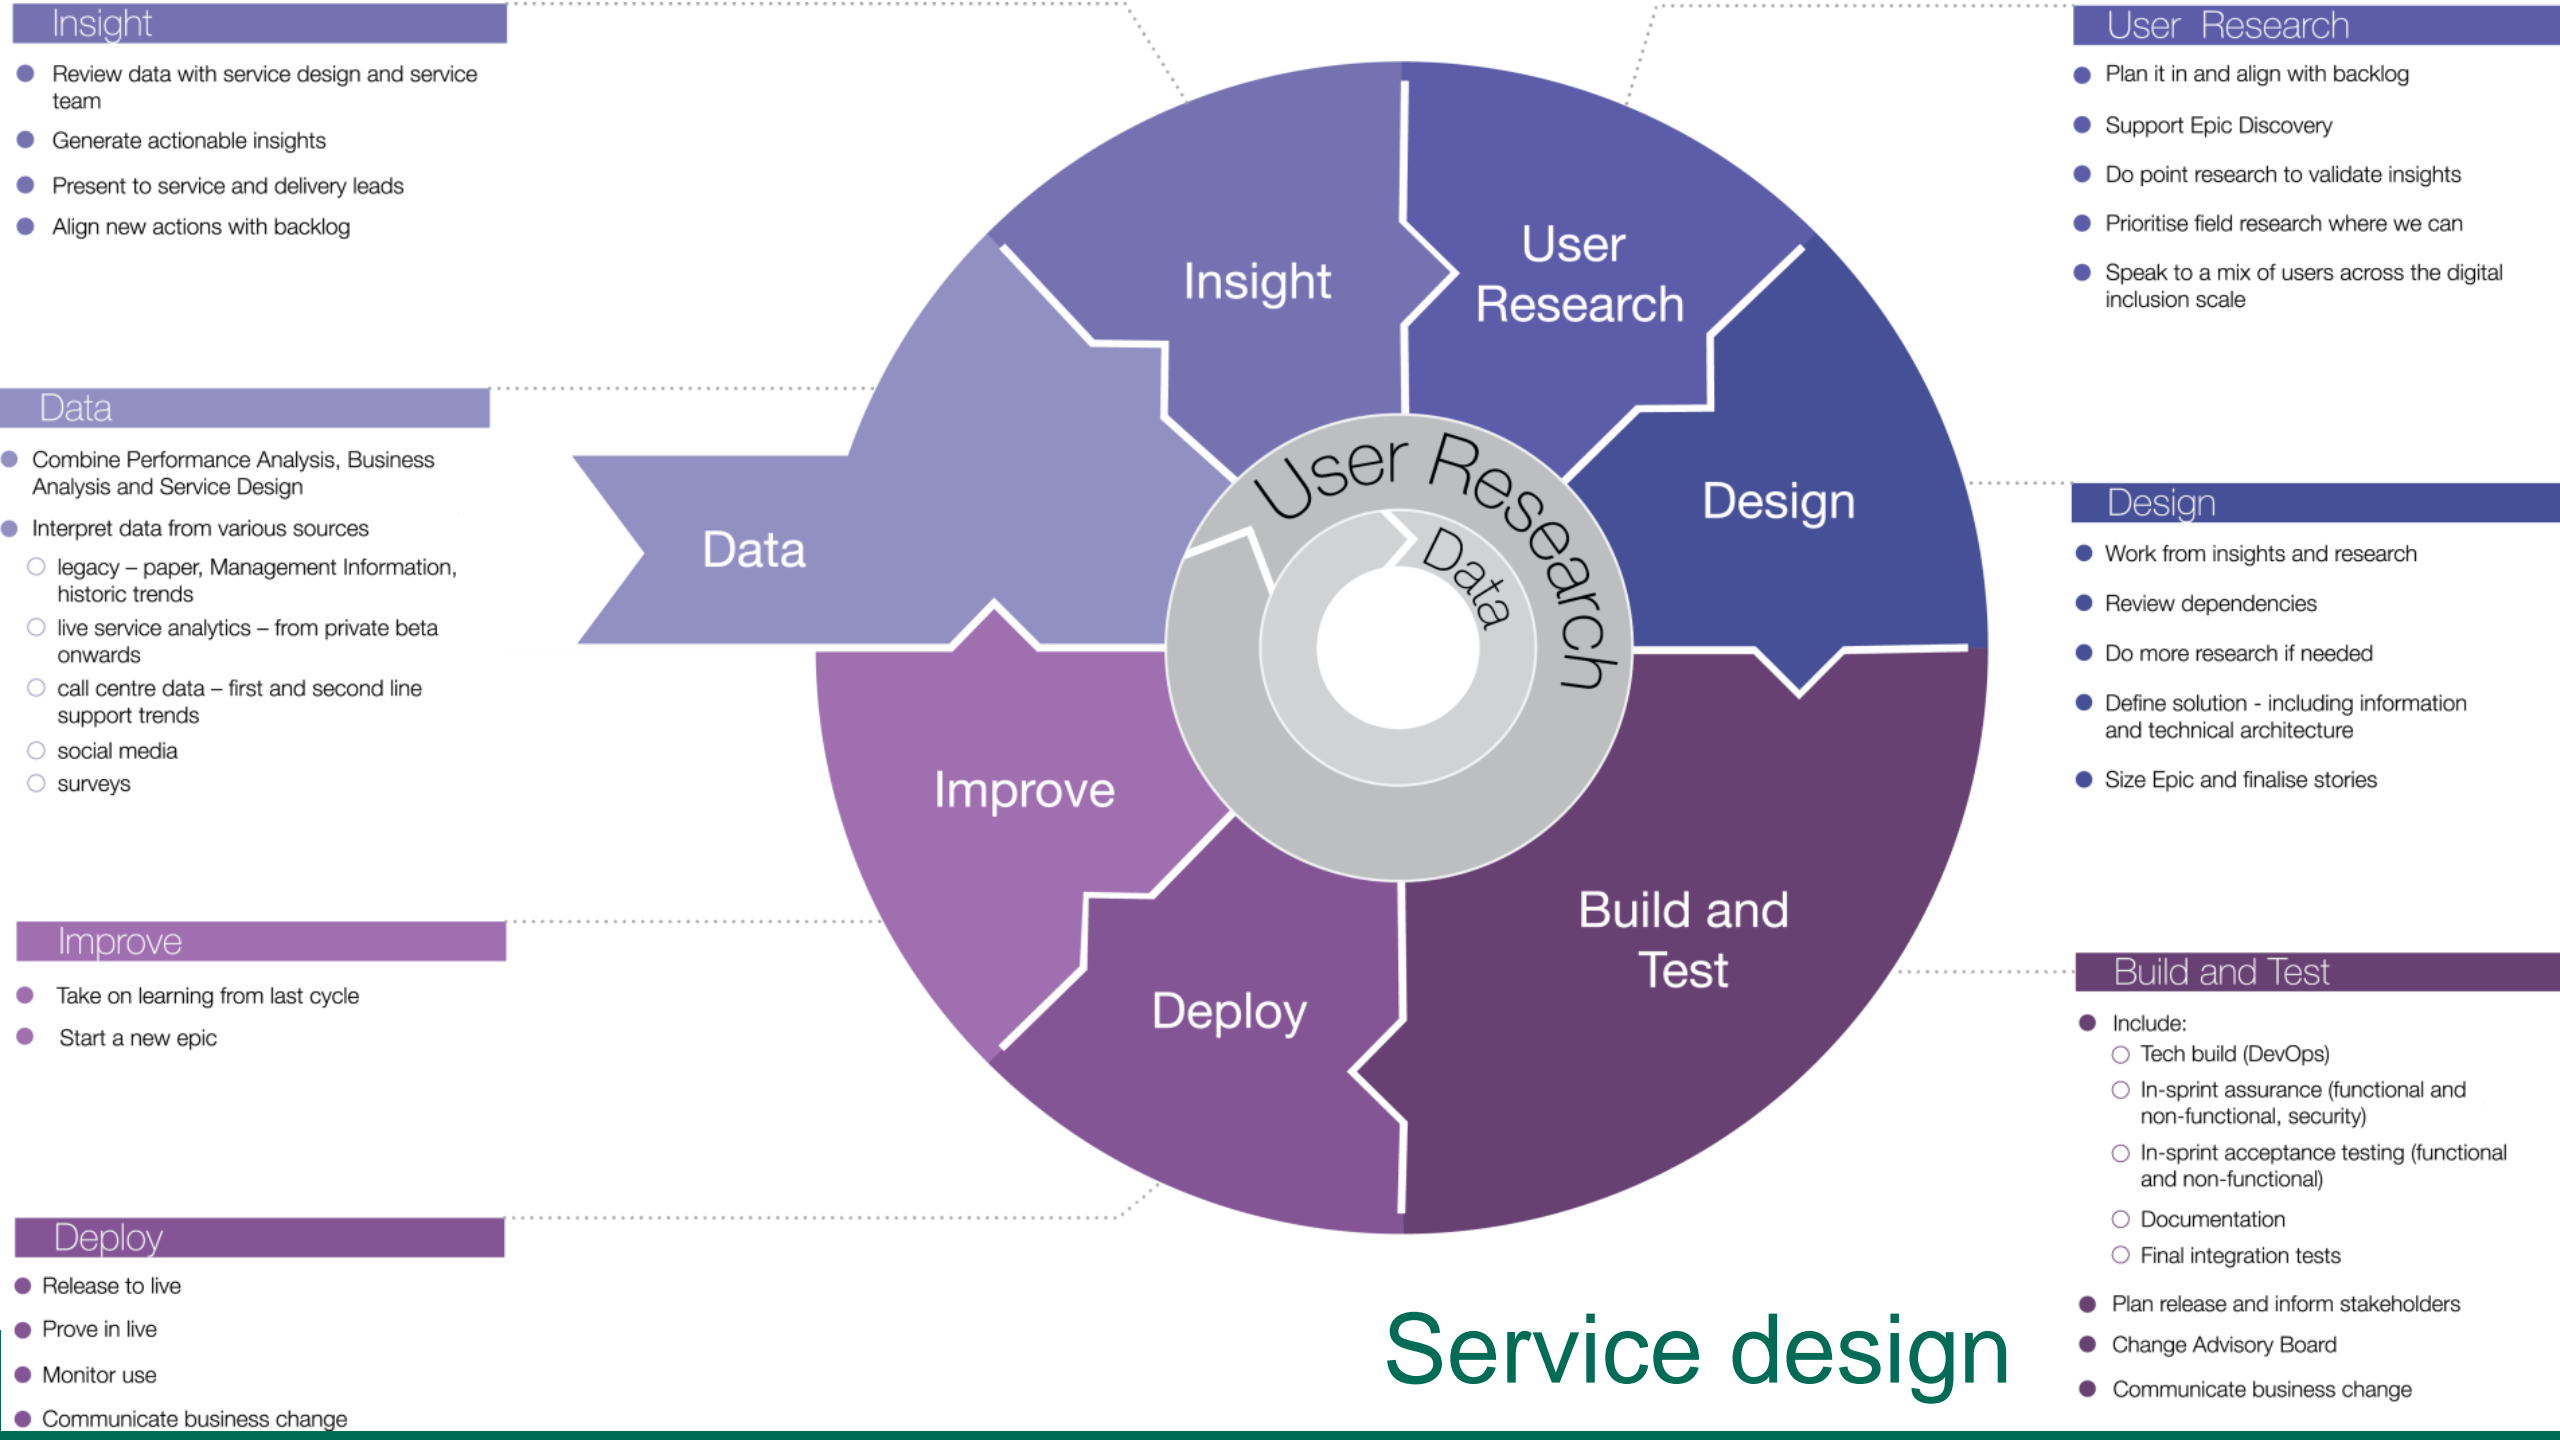 Insight
Review data with service design and service
team
Generate actionable insights
Present to service and delivery leads
Align new actions with backlog
Data
Combine Performance Analysis, Business
Analysis and Service Design
Interpret data from various sources
legacy – paper, Management Information,
historic trends
live service analytics – from private beta
onwards
call centre data – first and second line
support trends
social media
surveys
Improve
Take on learning from last cycle
Start a new epic
Deploy
Release to live
Prove in live
Monitor use
Communicate business change
Insight
User
Research
Data
Design
User Research
Data
Improve
Build and
Test
Deploy
Service design
User Research
Plan it in and align with backlog
Support Epic Discovery
Do point research to validate insights
Prioritise field research where we can
Speak to a mix of users across the digital
inclusion scale
Design
Work from insights and research
Review dependencies
Do more research if needed
Define solution - including information
and technical architecture
Size Epic and finalise stories
Build and Test
Include:
Tech build (DevOps)
In-sprint assurance (functional and
non-functional, security)
In-sprint acceptance testing (functional
and non-functional)
Documentation
Final integration tests
Plan release and inform stakeholders
Change Advisory Board
Communicate business change